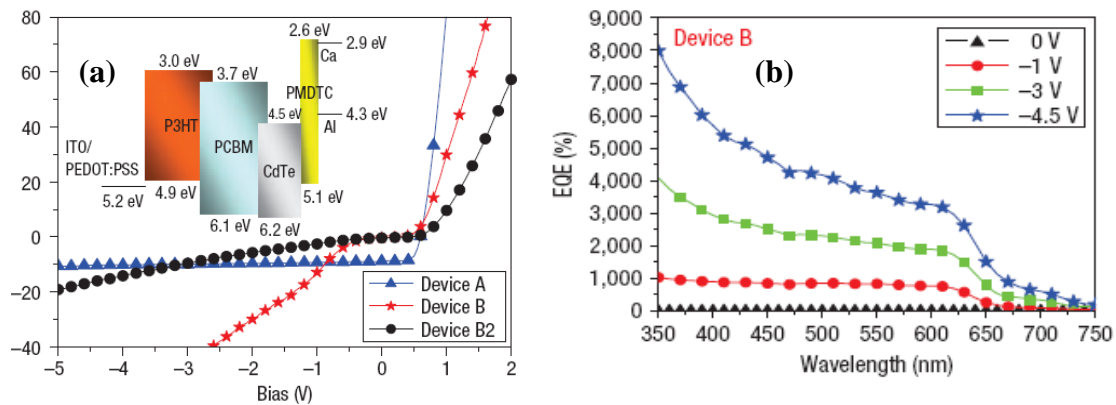 (a)
80
60
40
20
0
−20
−40
−5 −4 −3 −2 −1 0 1 2
Bias (V)
2.6 eV
2.9 eV
Ca
3.0 eV
3.7 eV
PMDTC
4.5 eV
4.3 eV
Al
P3HT
PCBM
CdTe
ITO/
PEDOT:PSS
5.2 eV
4.9 eV
5.1 eV
6.1 eV
6.2 eV
Device A
Device B
Device B2
(b)
Device B
EQE (%)
9,000
8,000
7,000
6,000
5,000
4,000
3,000
2,000
1,000
0
350 400 450 500 550 600 650 700 750
Wavelength (nm)
0 V
−1 V
−3 V
−4.5 V